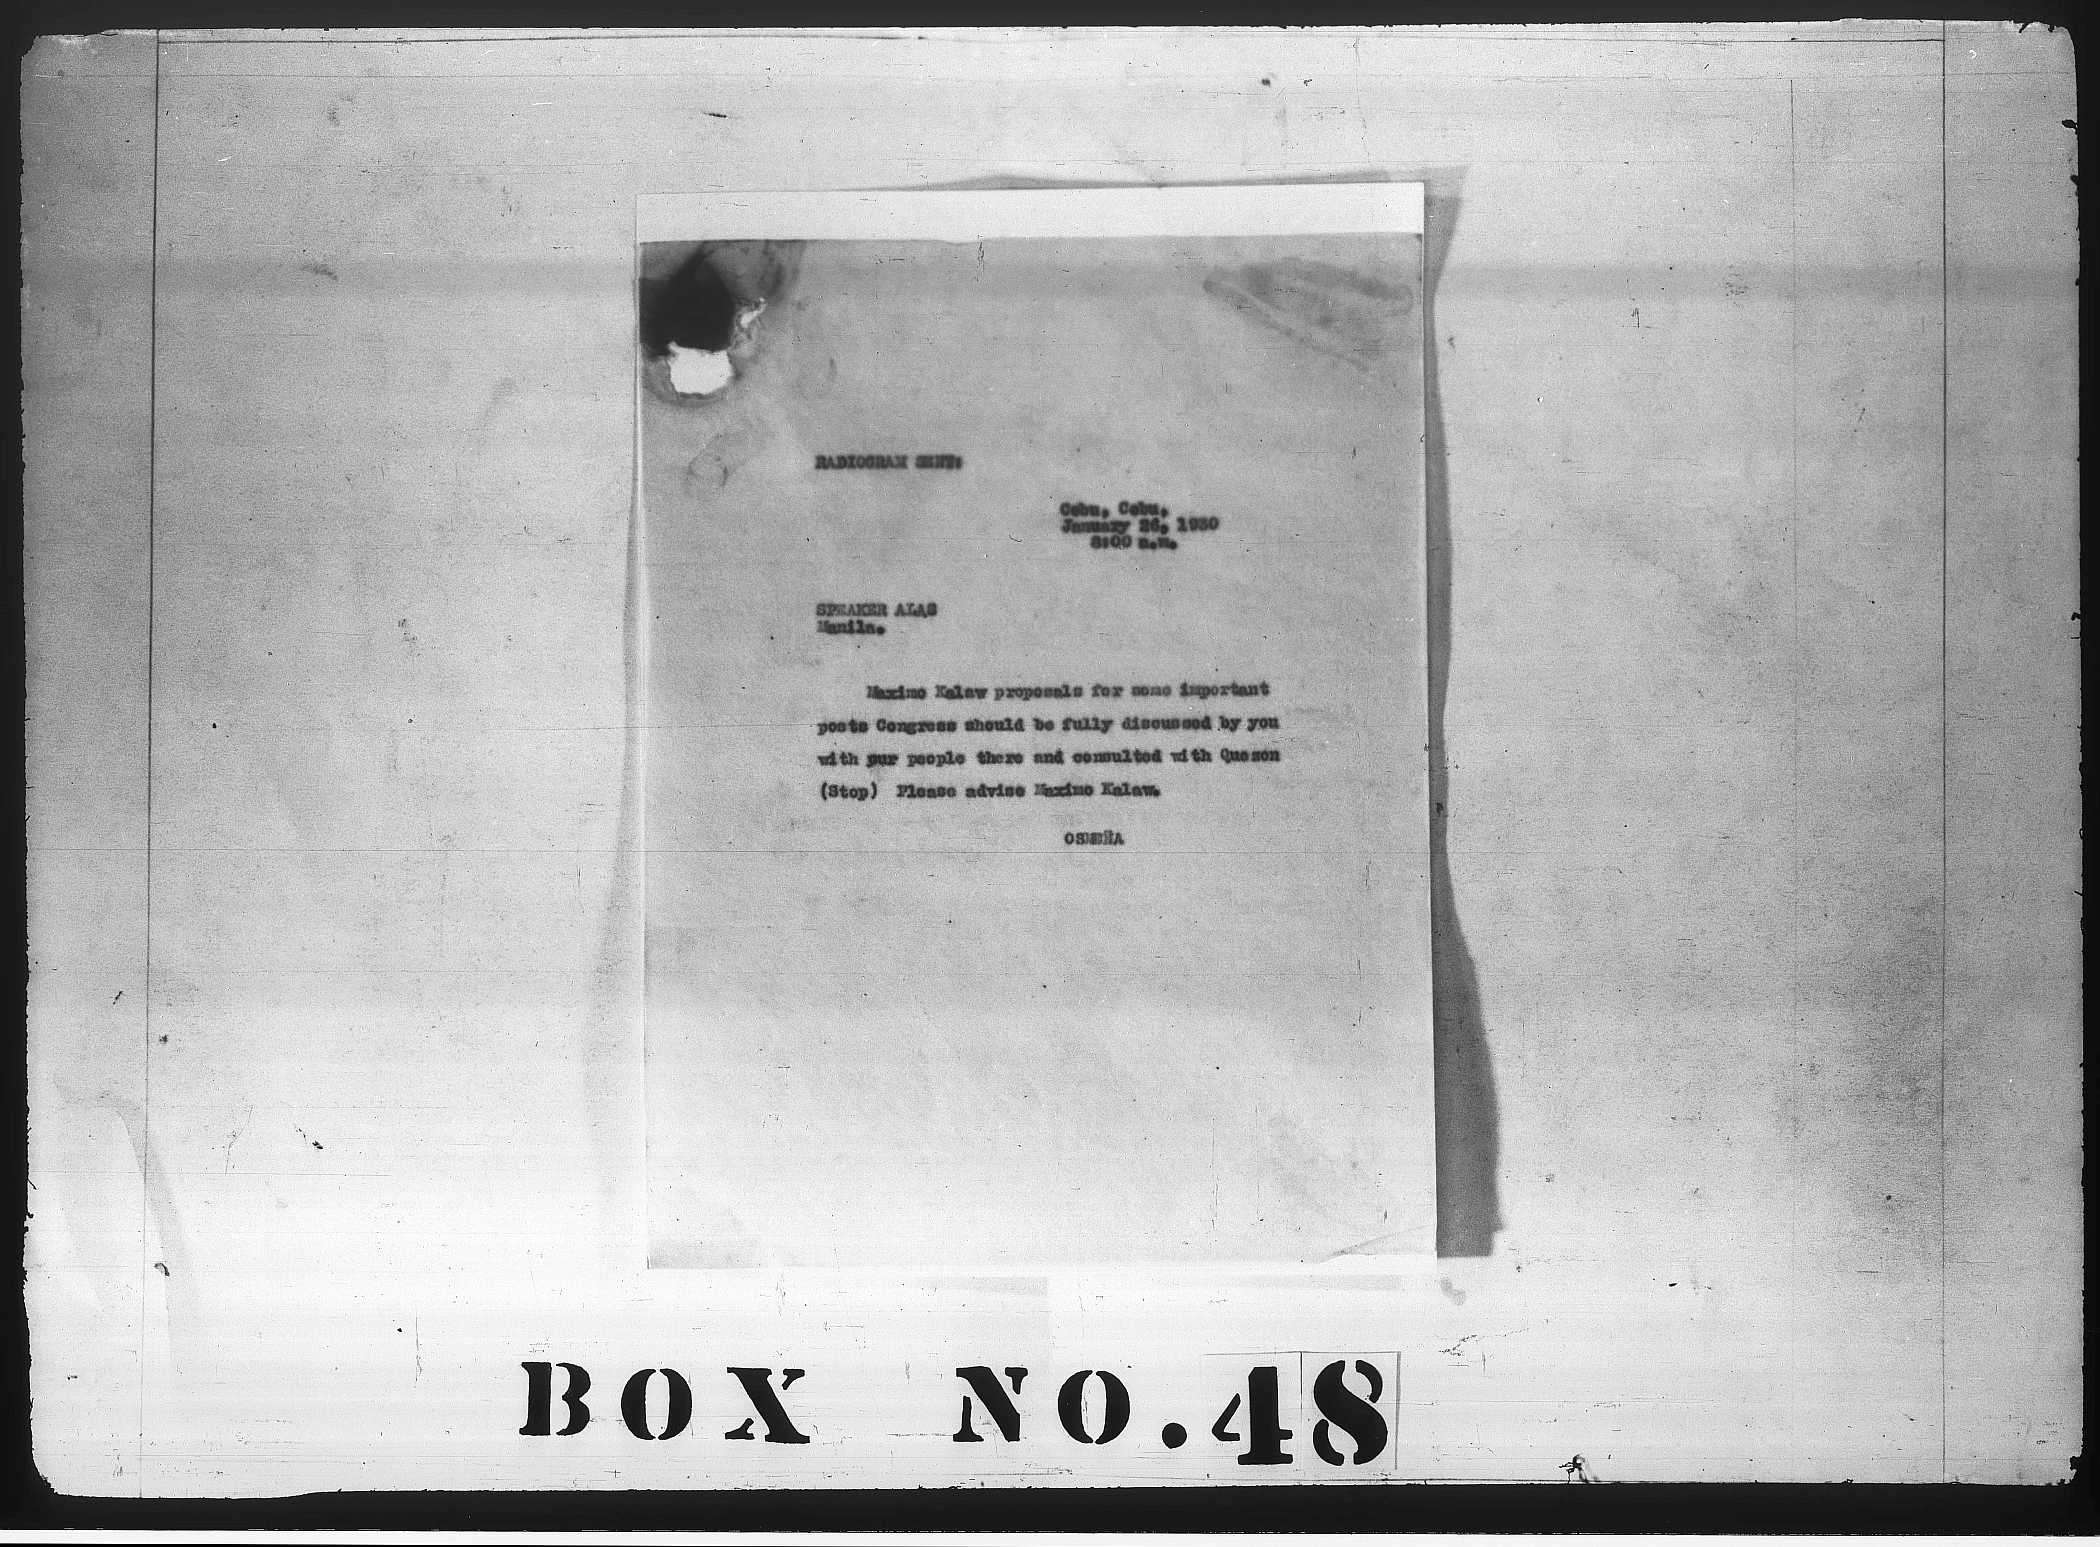 RADIOGRAM SENT:
Cebu, Cebu,
January 26, 1930
8:00 a.m.
SPEAKER ALAS
Manila.
Maximo Kalaw proposals for some important
posts Congress should be fully discussed by you
with our people there and consulted with Quezon
(Stop) Please advise Maximo Kalaw.
OSMEÑA
BOX NO. 48